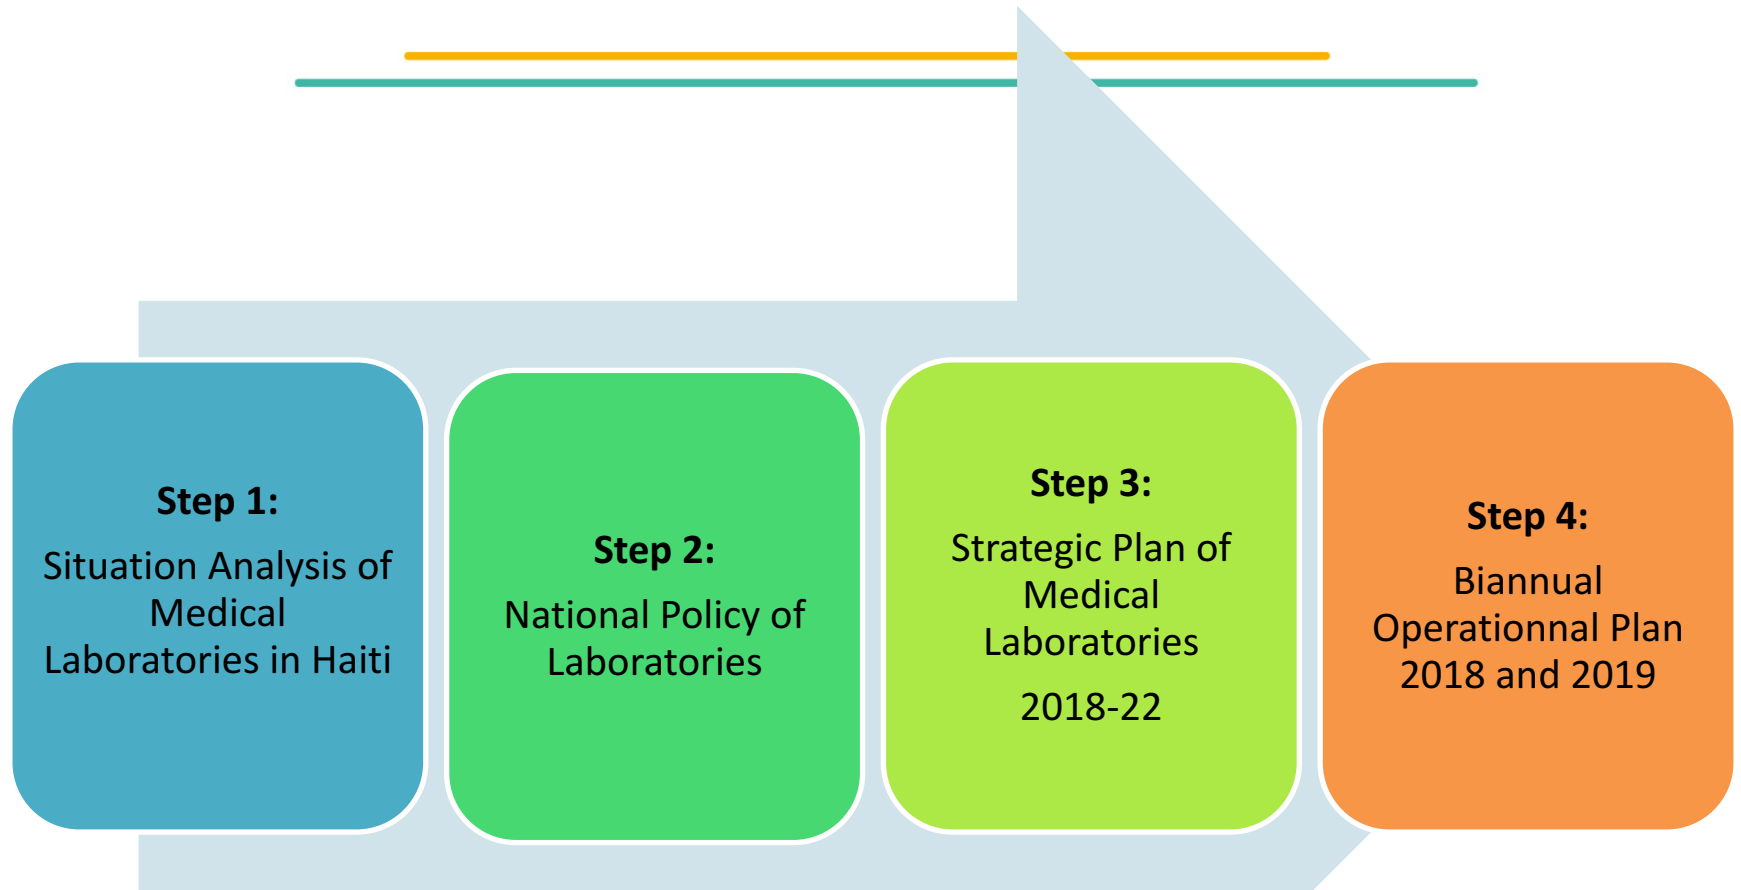 Step 1:
Situation Analysis of
Medical
Laboratories in Haiti
Step 2:
National Policy of
Laboratories
Step 3:
Strategic Plan of
Medical
Laboratories
2018-22
Step 4:
Biannual
Operationnal Plan
2018 and 2019